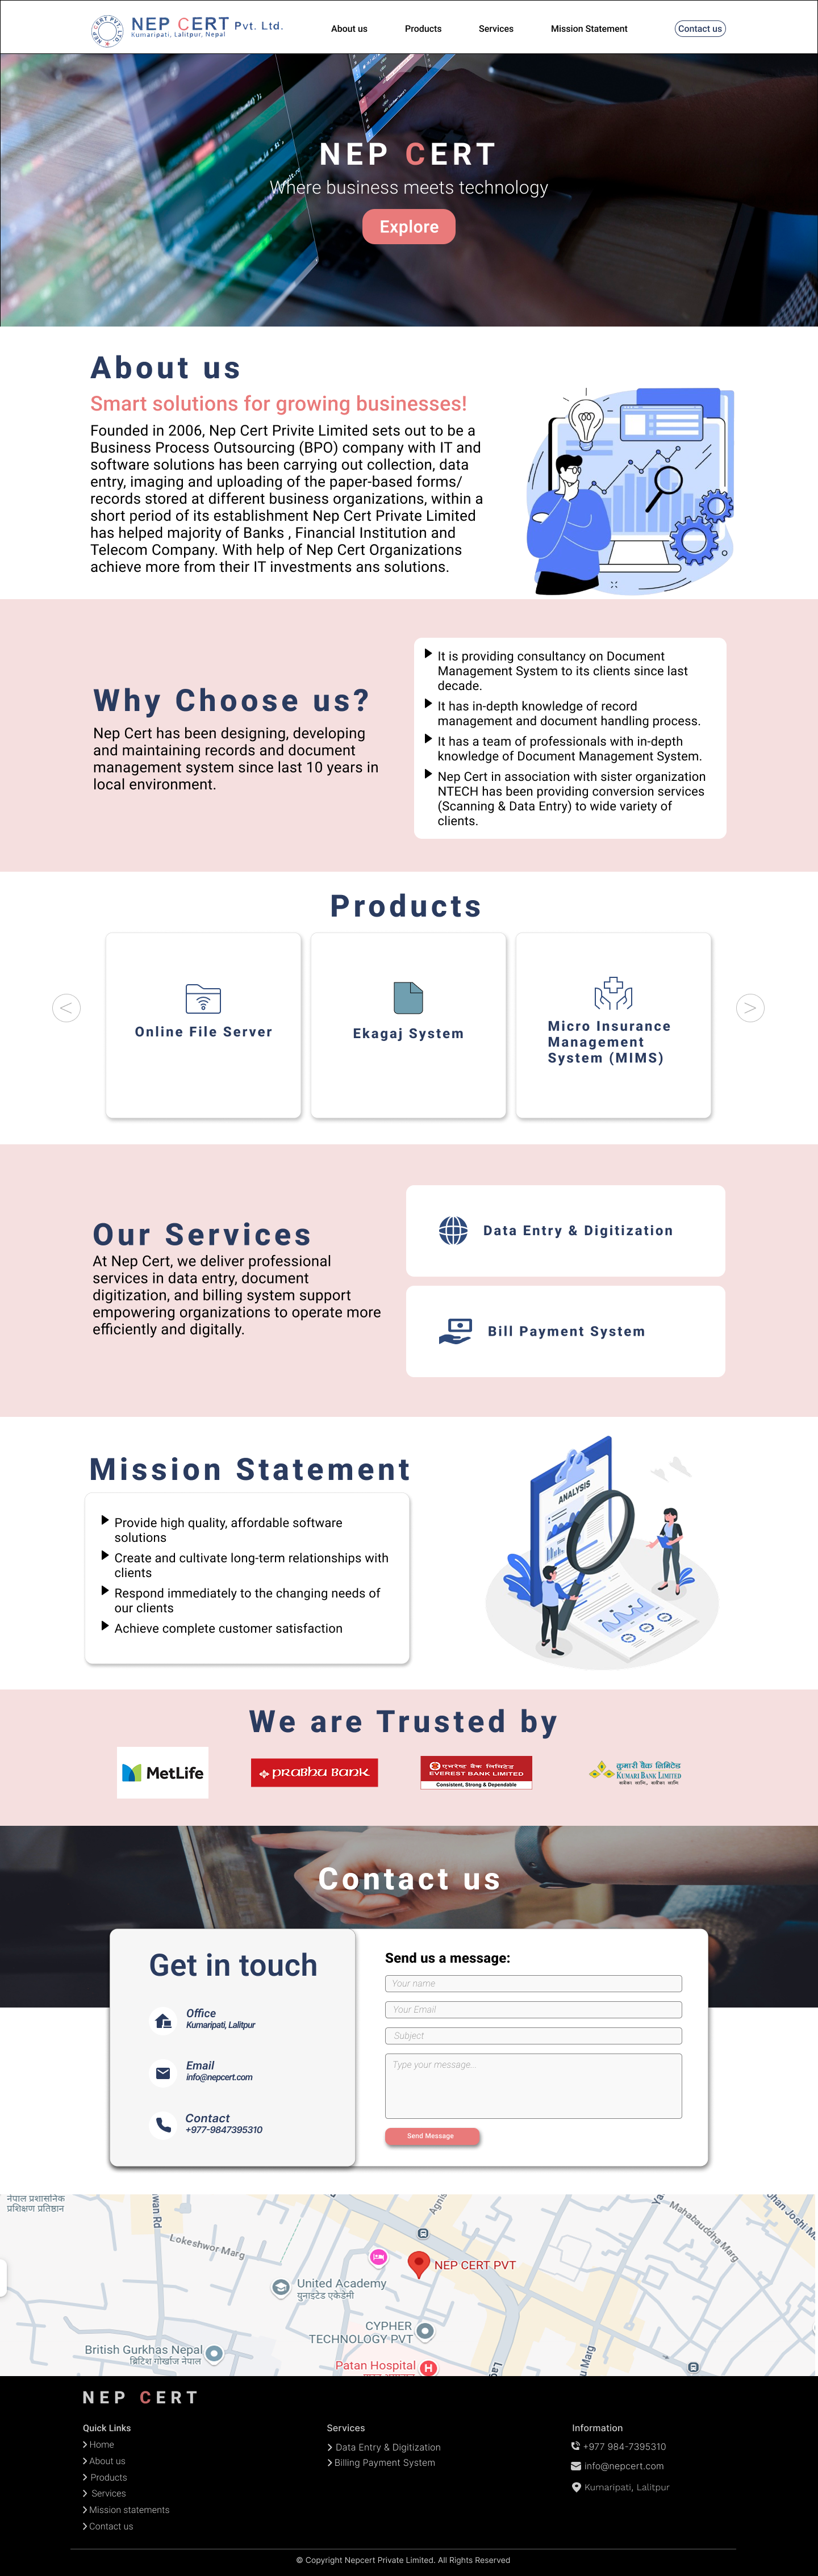 NEP CERT Pvt. Ltd.
Kumaripati, Lalitpur, Nepal
About us
Products
Services
Mission Statement
Contact us
NEP CERT
Where business meets technology
Explore
About us
Smart solutions for growing businesses!
Founded in 2006, Nep Cert Privite Limited sets out to be a
Business Process Outsourcing (BPO) company with IT and
software solutions has been carrying out collection, data
entry, imaging and uploading of the paper-based forms/
records stored at different business organizations, within a
short period of its establishment Nep Cert Private Limited
has helped majority of Banks , Financial Institution and
Telecom Company. With help of Nep Cert Organizations
achieve more from their IT investments ans solutions.
Why Choose us?
Nep Cert has been designing, developing
and maintaining records and document
management system since last 10 years in
local environment.
It is providing consultancy on Document
Management System to its clients since last
decade.
It has in-depth knowledge of record
management and document handling process.
It has a team of professionals with in-depth
knowledge of Document Management System.
Nep Cert in association with sister organization
NTECH has been providing conversion services
(Scanning & Data Entry) to wide variety of
clients.
Products
Online File Server
Ekagaj System
Micro Insurance
Management
System (MIMS)
Our Services
At Nep Cert, we deliver professional
services in data entry, document
digitization, and billing system support
empowering organizations to operate more
efficiently and digitally.
Data Entry & Digitization
Bill Payment System
Mission Statement
Provide high quality, affordable software
solutions
Create and cultivate long-term relationships with
clients
Respond immediately to the changing needs of
our clients
Achieve complete customer satisfaction
ANALYSIS
We are Trusted by
MetLife
PRABHU BANK
एभरेष्ट बैंक लिमिटेड
EVEREST BANK LIMITED
Consistent, Strong & Dependable
कुमारी बैंक लिमिटेड
KUMARI BANK LIMITED
Contact us
Get in touch
Office
Kumaripati, Lalitpur
Email
info@nepcert.com
Contact
+977-9847395310
Send us a message:
Your name
Your Email
Subject
Type your message...
Send Message
नेपाल प्रशासनिक
प्रशिक्षण प्रतिष्ठान
Lokeshwor Marg
Mahabauddha Marg
NEP CERT PVT
United Academy
युनाइटेड एकेडेमी
CYPHER
TECHNOLOGY PVT
British Gurkhas Nepal
ब्रिटिश गोर्खाज नेपाल
Patan Hospital
NEP CERT
Quick Links
Home
About us
Products
Services
Mission statements
Contact us
Services
Data Entry & Digitization
Billing Payment System
Information
+977 984-7395310
info@nepcert.com
Kumaripati, Lalitpur
© Copyright Nepcert Private Limited. All Rights Reserved